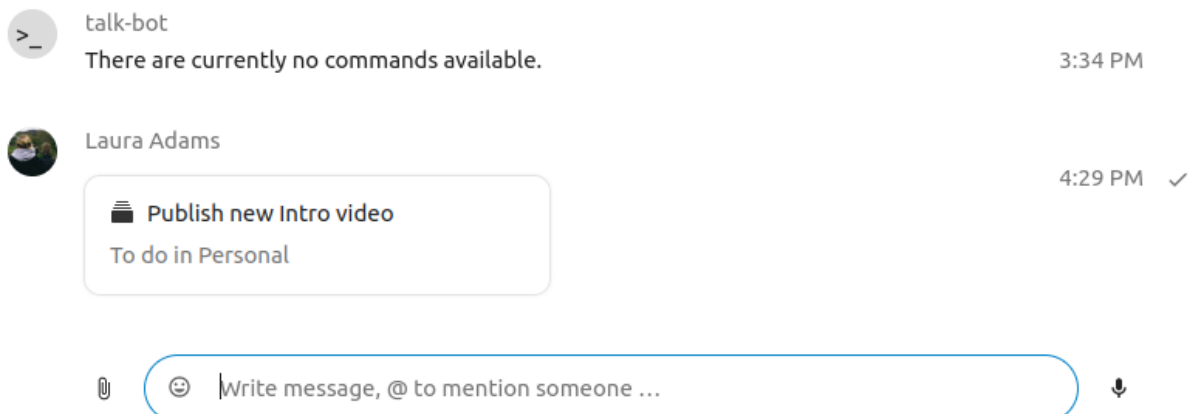 >_
talk-bot
There are currently no commands available.
3:34 PM
Laura Adams
4:29 PM
Publish new Intro video
To do in Personal
Write message, @ to mention someone …